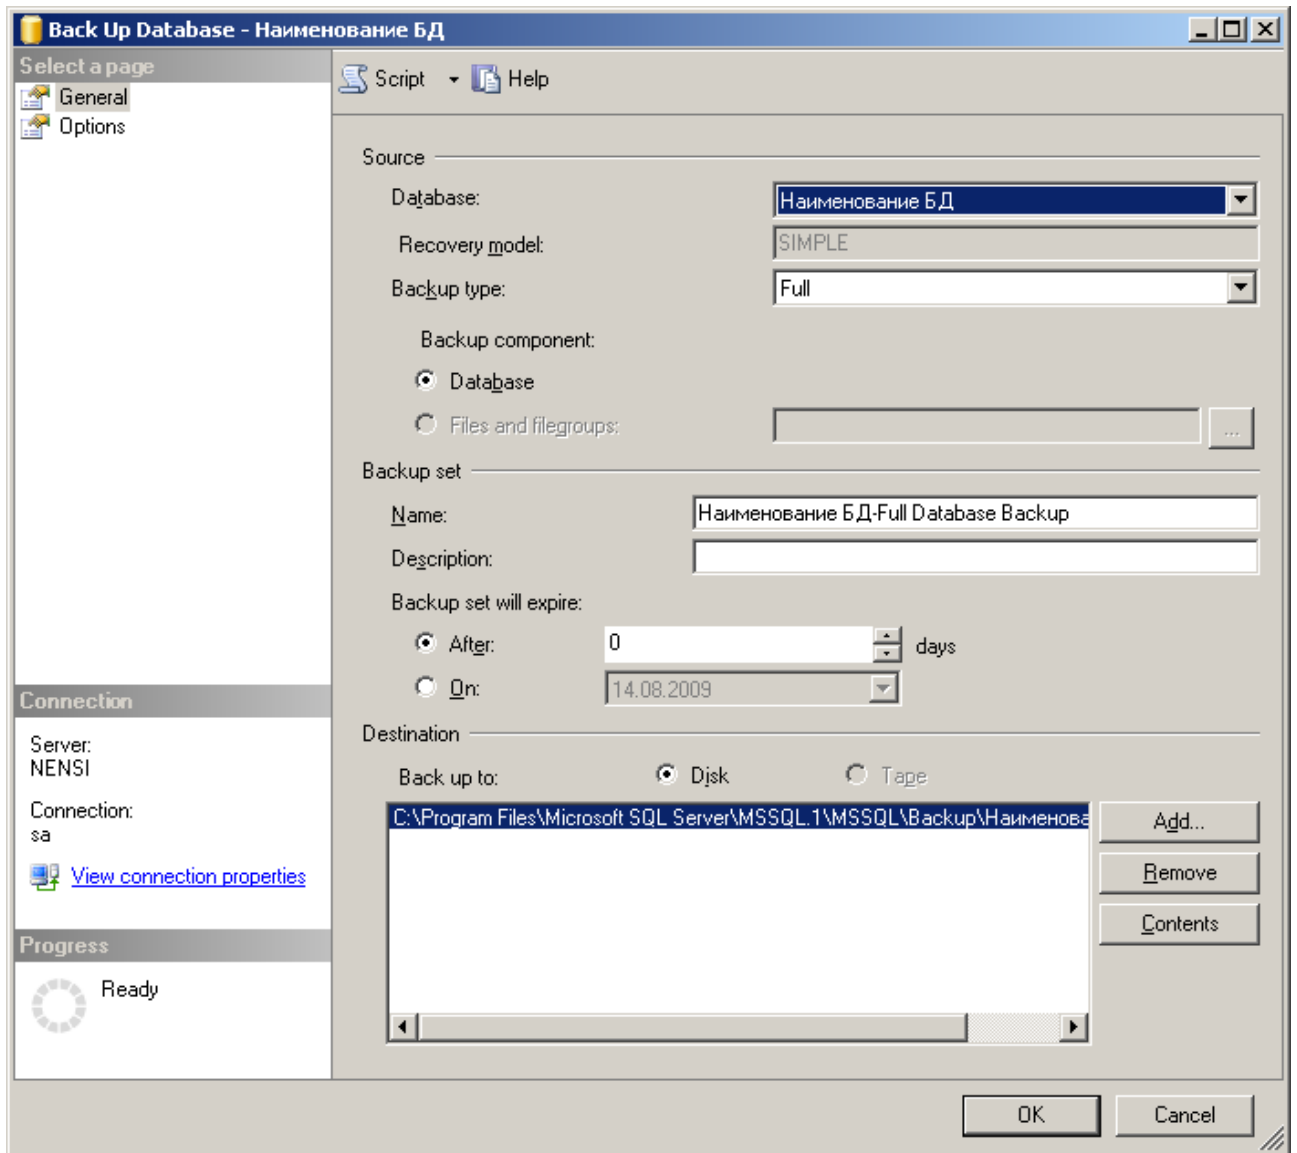 Back Up Database - Наименование БД
Select a page
General
Options
Script
Help
Source
Database:
Наименование БД
Recovery model:
SIMPLE
Backup type:
Full
Backup component:
Database
Files and filegroups:
...
Backup set
Name:
Наименование БД-Full Database Backup
Description:
Backup set will expire:
After:
0
days
On:
14.08.2009
Destination
Back up to:
Disk
Tape
C:\Program Files\Microsoft SQL Server\MSSQL.1\MSSQL\Backup\Наименова
Add...
Remove
Contents
Connection
Server:
NENSI
Connection:
sa
View connection properties
Progress
Ready
OK
Cancel